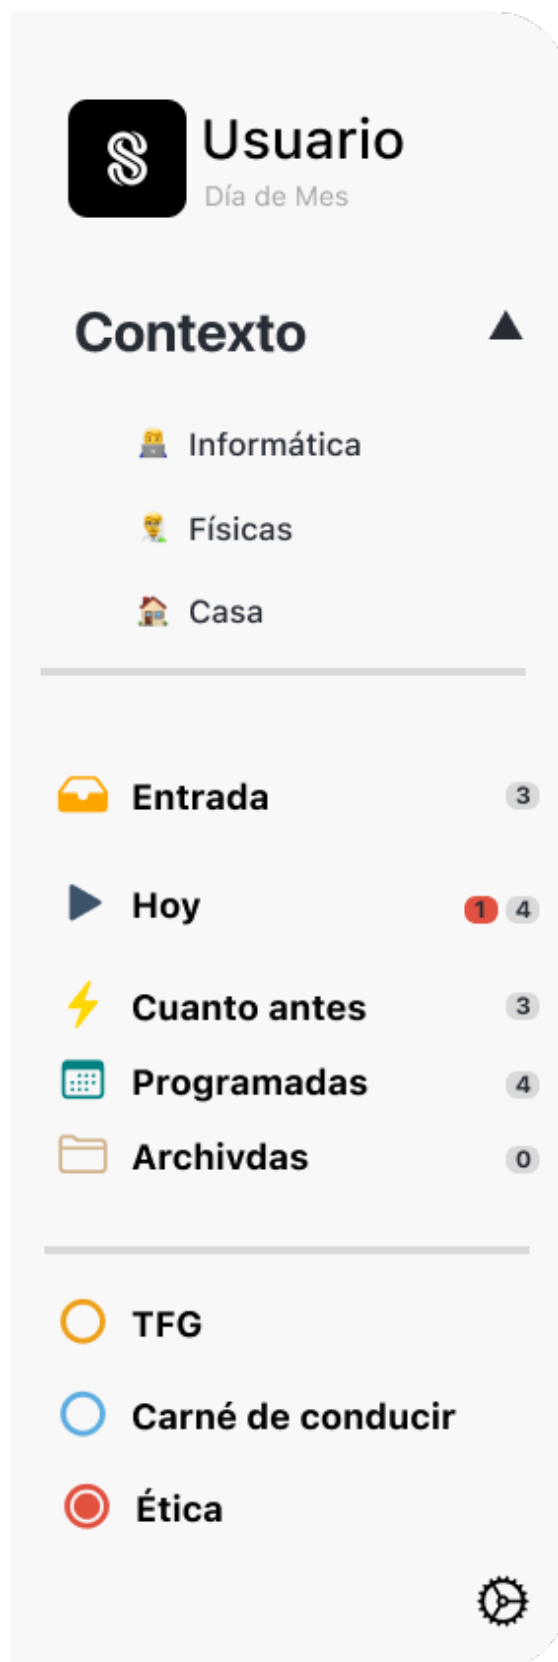 Usuario
Día de Mes
Contexto
Informática
Físicas
Casa
Entrada 3
Hoy 1 4
Cuanto antes 3
Programadas 4
Archivdas 0
TFG
Carné de conducir
Ética